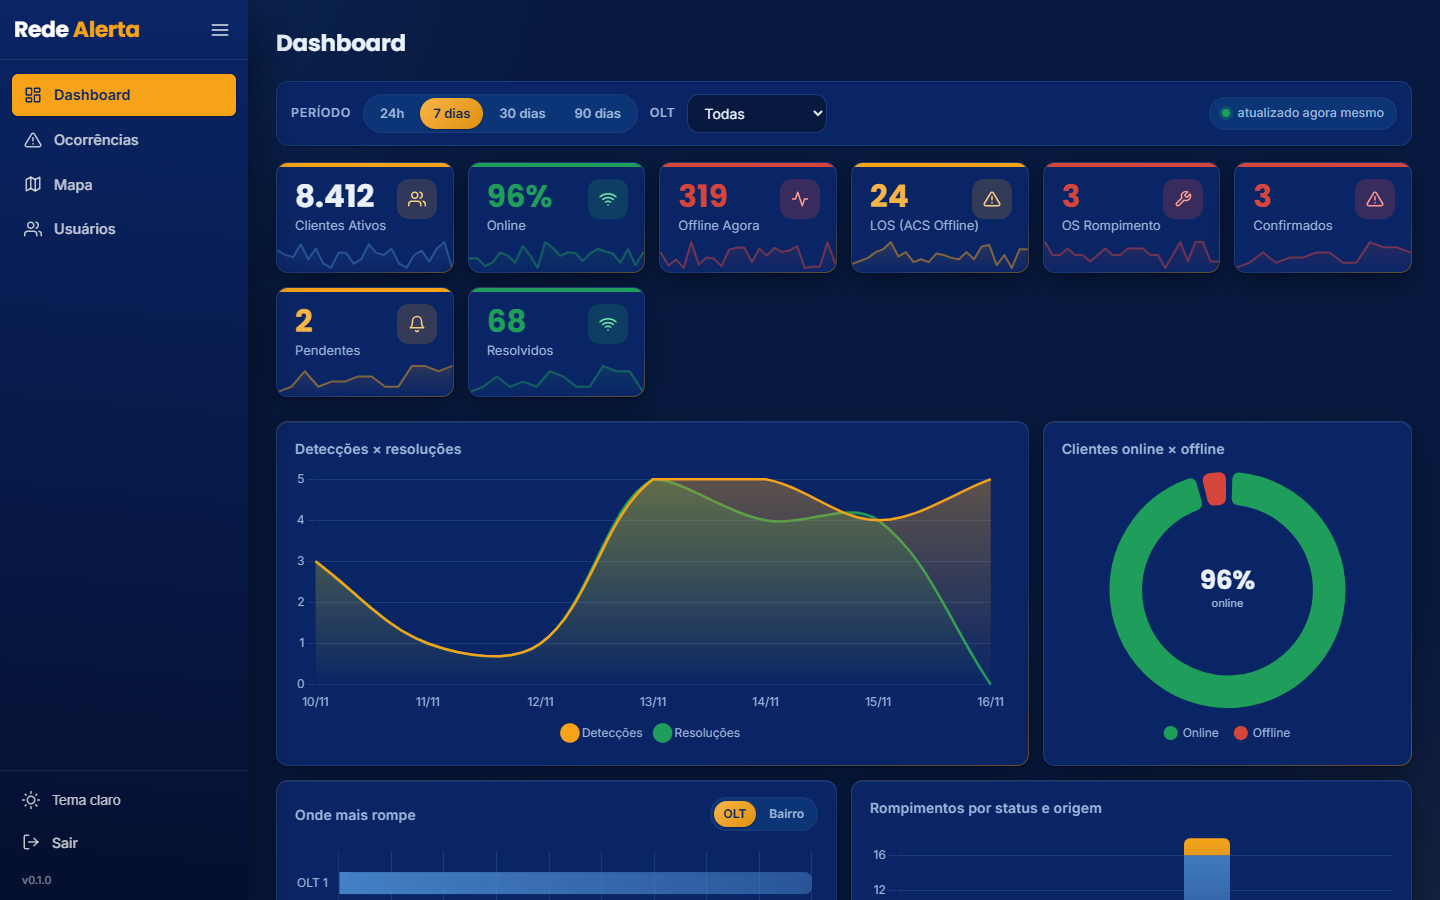 Rede Alerta
Dashboard
Ocorrências
Mapa
Usuários
Tema claro
Sair
v0.1.0
Dashboard
PERÍODO 24h 7 dias 30 dias 90 dias OLT Todas atualizado agora mesmo
8.412
Clientes Ativos
96%
Online
319
Offline Agora
24
LOS (ACS Offline)
3
OS Rompimento
3
Confirmados
2
Pendentes
68
Resolvidos
Detecções × resoluções
5
4
3
2
1
0
10/11 11/11 12/11 13/11 14/11 15/11 16/11
Detecções Resoluções
Clientes online × offline
96%
online
Online Offline
Onde mais rompe
OLT Bairro
OLT 1
Rompimentos por status e origem
16
12